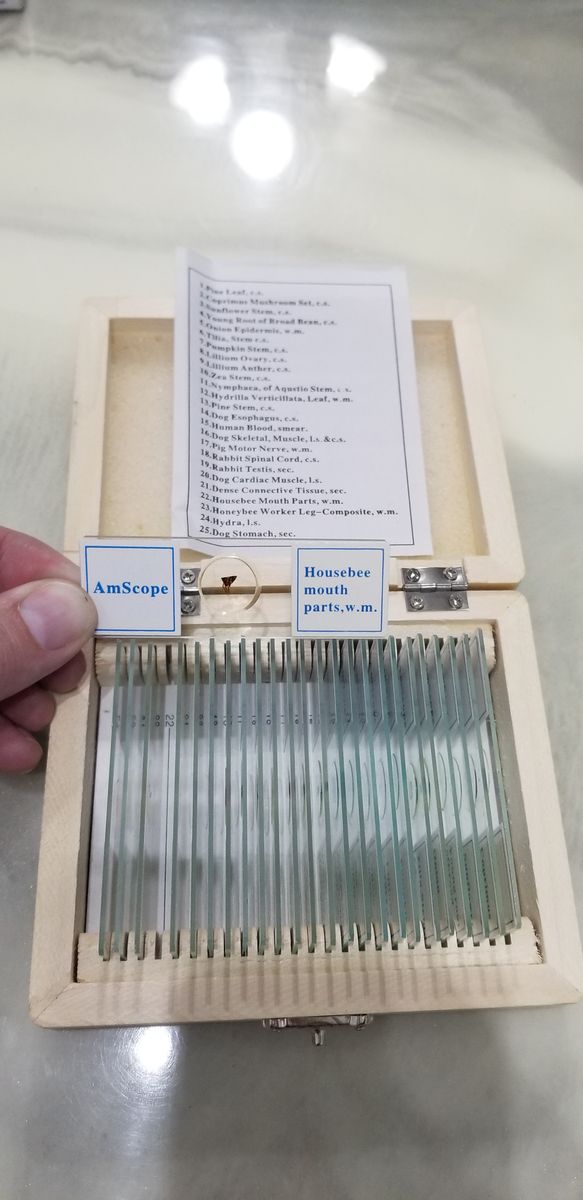 1.Pine Leaf, c.s.
2.Coprinus Mushroom Set, c.s.
3.Sunflower Stem, c.s.
4.Young Root of Broad Bean, c.s.
5.Onion Epidermis, w.m.
6.Tilia, Stem c.s.
7.Pumpkin Stem, c.s.
8.Lillium Ovary, c.s.
9.Lillium Anther, c.s.
10.Zea Stem, c.s.
11.Nymphaea, of Aqustio Stem, c.s.
12.Hydrilla Verticillata, Leaf, w.m.
13.Pine Stem, c.s.
14.Dog Esophagus, c.s.
15.Human Blood, smear.
16.Dog Skeletal, Muscle, l.s.&c.s.
17.Pig Motor Nerve, w.m.
18.Rabbit Spinal Cord, c.s.
19.Rabbit Testis, sec.
20.Dog Cardiac Muscle, l.s.
21.Dense Connective Tissue, sec.
22.Housebee Mouth Parts, w.m.
23.Honeybee Worker Leg-Composite, w.m.
24.Hydra, l.s.
25.Dog Stomach, sec.
AmScope
Housebee
mouth
parts,w.m.
22